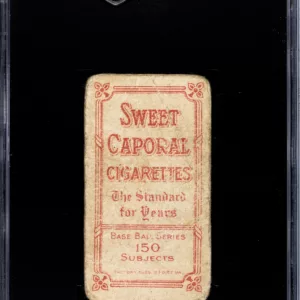 SWEET
CAPORAL
CIGARETTES
The Standard
for Years
BASE BALL SERIES
150
SUBJECTS